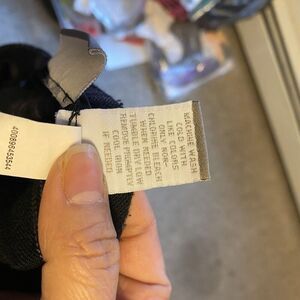 MACHINE WASH
COLD WITH
LIKE COLORS
ONLY NON-
CHLORINE BLEACH
WHEN NEEDED
TUMBLE DRY LOW
REMOVE PROMPTLY
COOL IRON
IF NEEDED